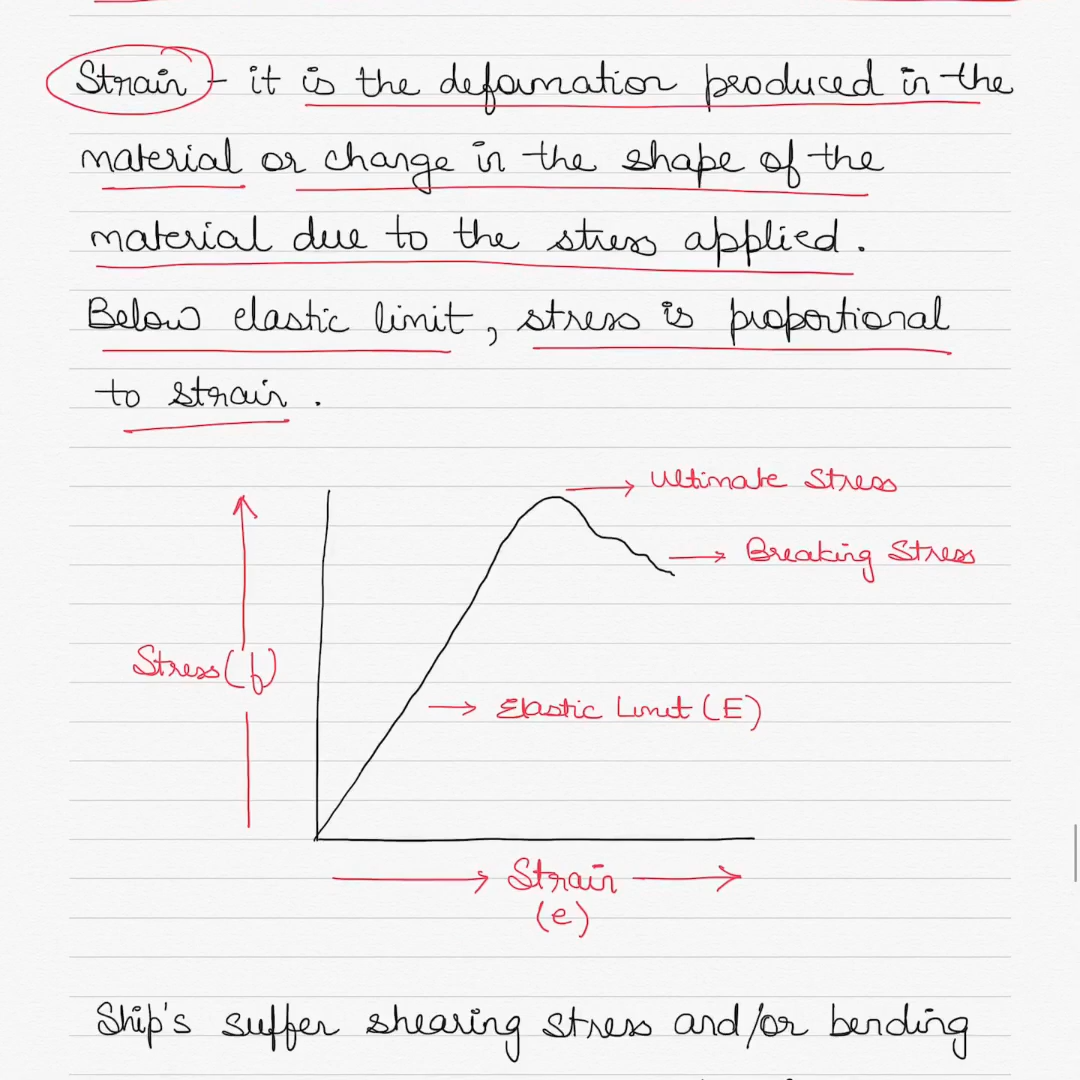 Strain - it is the deformation produced in the
material or change in the shape of the
material due to the stress applied.
Below elastic limit, stress is proportional
to strain.
Ultimate Stress
Breaking Stress
Stress (f)
Elastic Limit (E)
Strain
(e)
Ship's suffer shearing stress and/or bending